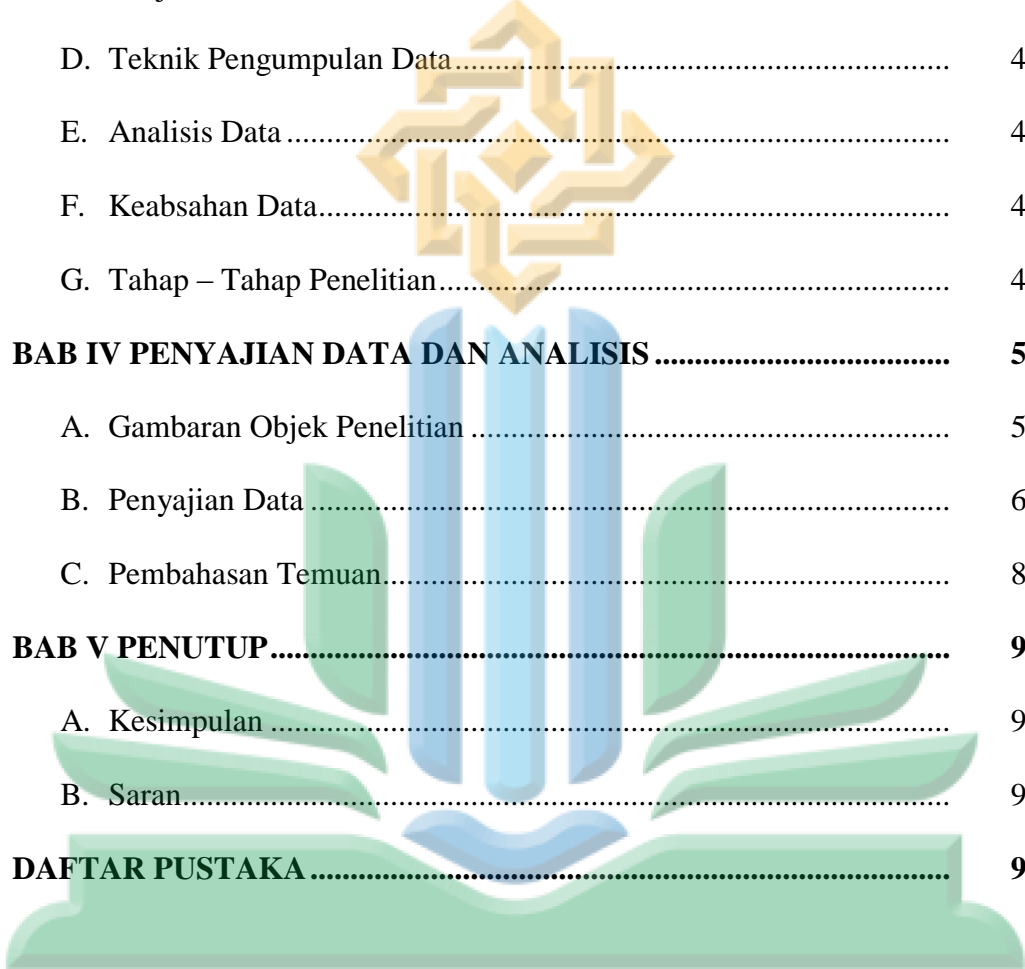 D. Teknik Pengumpulan Data.............................................................. 4
E. Analisis Data................................................................................... 4
F. Keabsahan Data............................................................................... 4
G. Tahap – Tahap Penelitian................................................................ 4
BAB IV PENYAJIAN DATA DAN ANALISIS..................................... 5
A. Gambaran Objek Penelitian............................................................ 5
B. Penyajian Data................................................................................ 6
C. Pembahasan Temuan....................................................................... 8
BAB V PENUTUP..................................................................................... 9
A. Kesimpulan..................................................................................... 9
B. Saran................................................................................................ 9
DAFTAR PUSTAKA................................................................................ 9